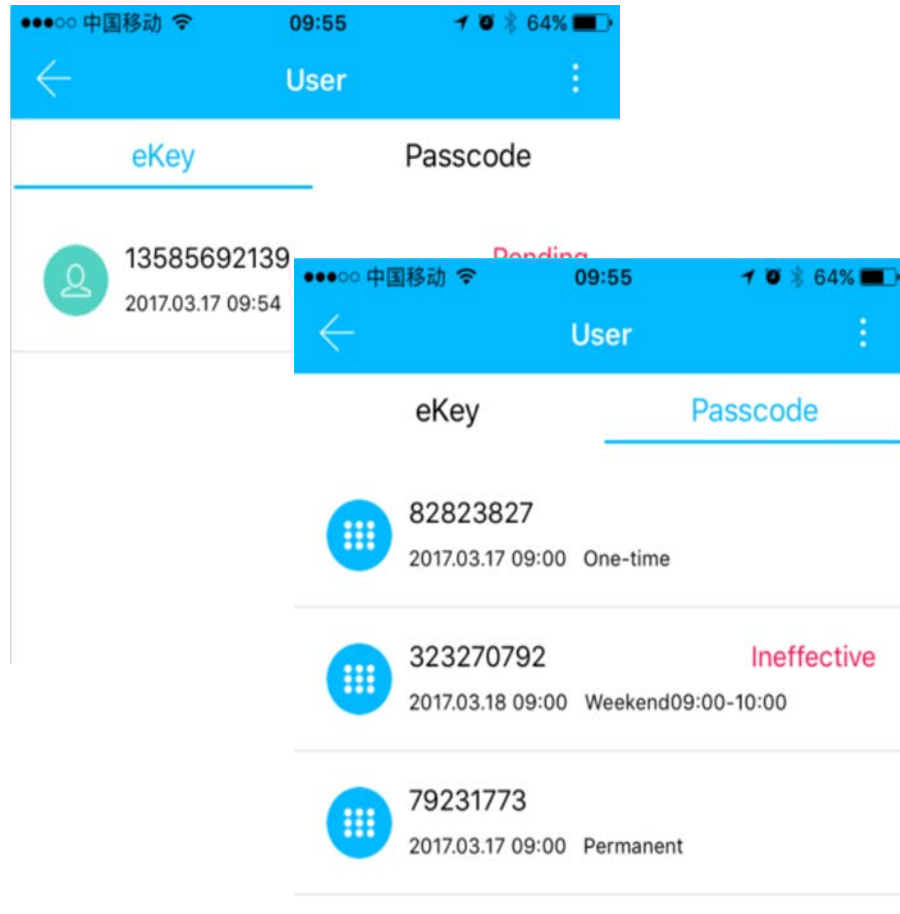 中国移动 09:55 64%
User
eKey Passcode
13585692139 Pending
2017.03.17 09:54
中国移动 09:55 64%
User
eKey Passcode
82823827
2017.03.17 09:00 One-time
323270792 Ineffective
2017.03.18 09:00 Weekend09:00-10:00
79231773
2017.03.17 09:00 Permanent